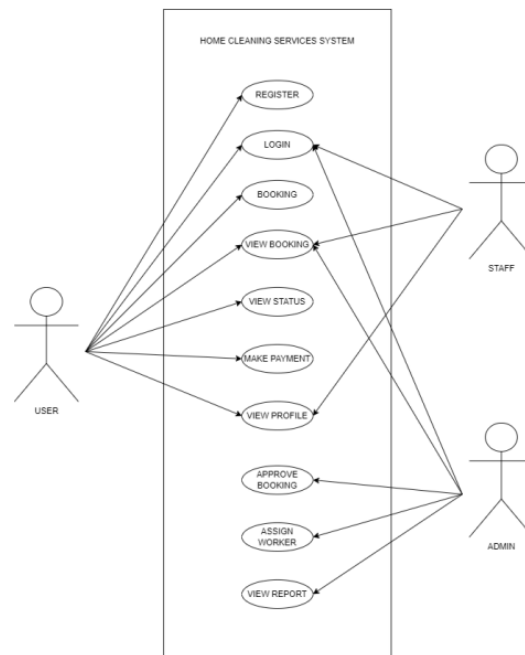 HOME CLEANING SERVICES SYSTEM
REGISTER
LOGIN
BOOKING
VIEW BOOKING
STAFF
VIEW STATUS
MAKE PAYMENT
USER
VIEW PROFILE
APPROVE
BOOKING
ASSIGN
WORKER
ADMIN
VIEW REPORT